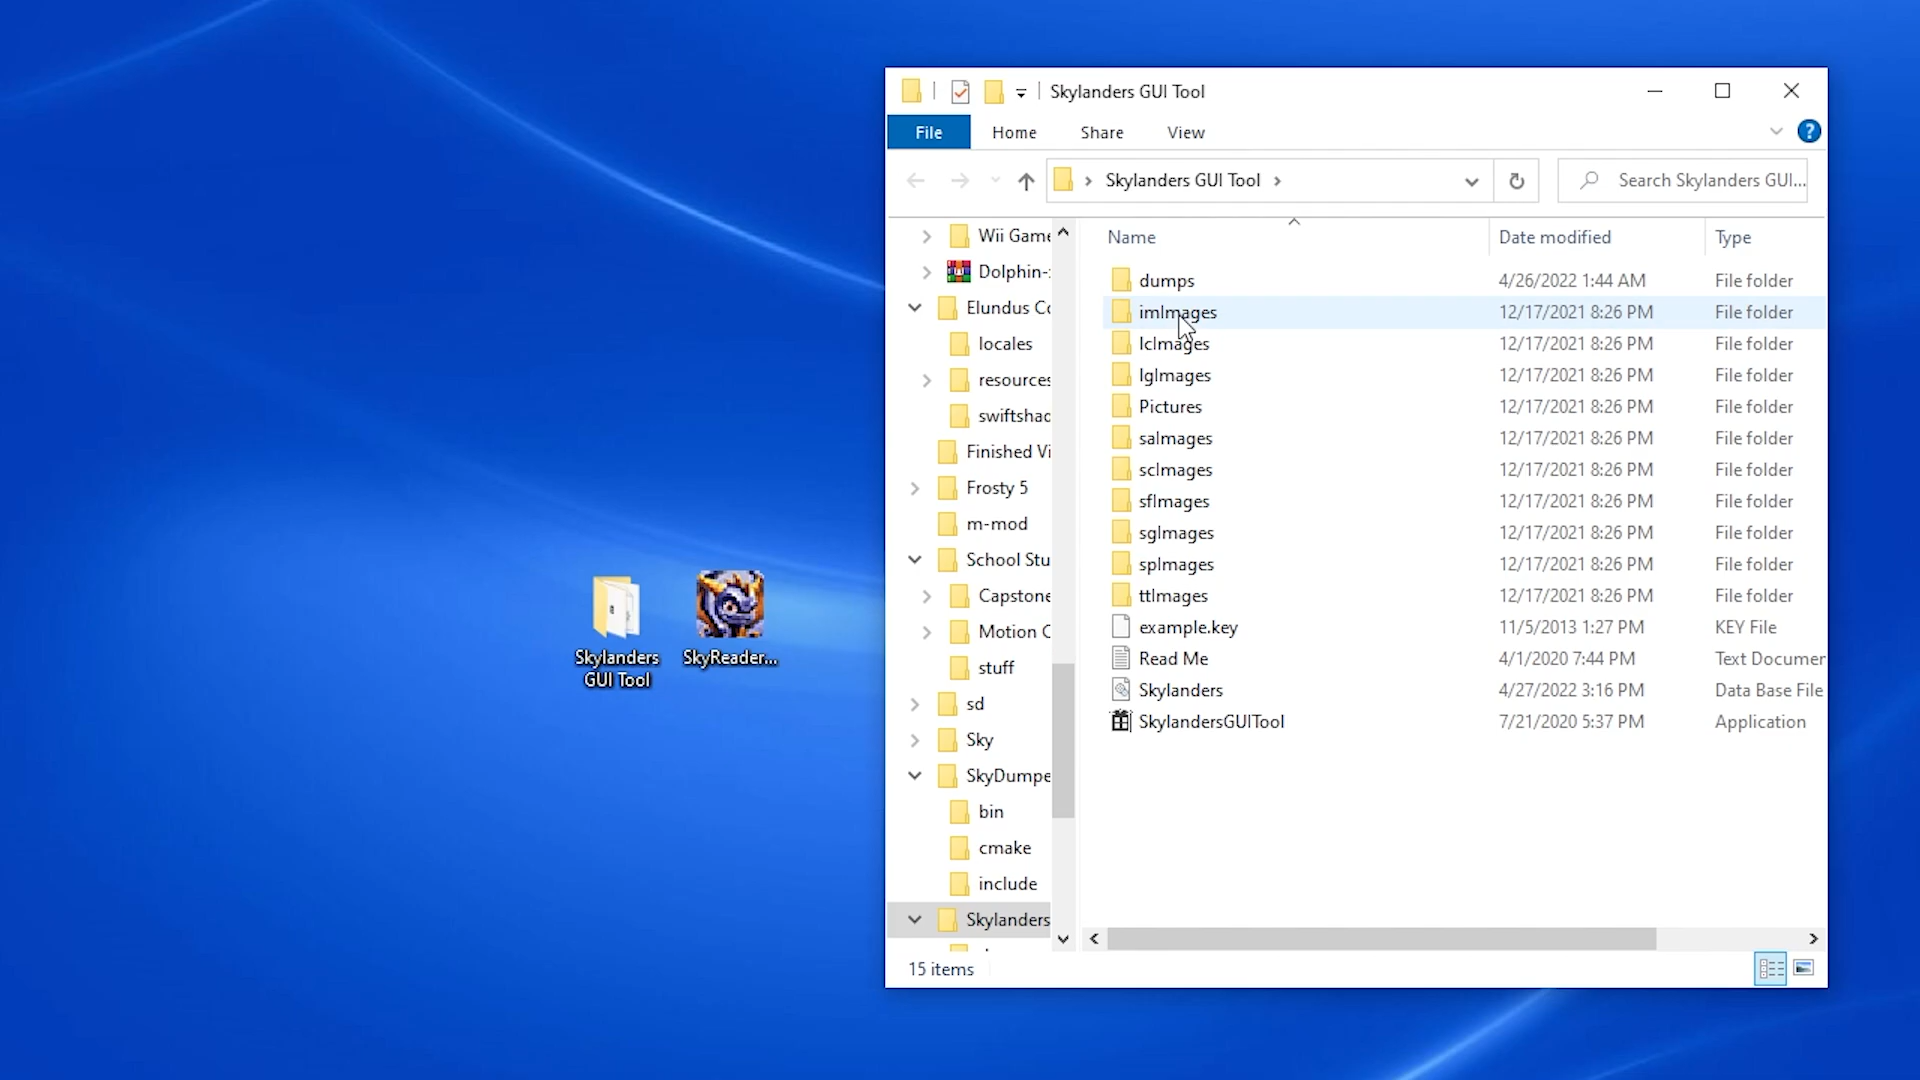 Skylanders GUI Tool
File Home Share View
Skylanders GUI Tool
Search Skylanders GUI...
Wii Game
Dolphin-
Elundus Co
locales
resources
swiftshad
Finished Vi
Frosty 5
m-mod
School Stu
Capstone
Motion C
stuff
sd
Sky
SkyDumpe
bin
cmake
include
Skylanders
Name Date modified Type
dumps 4/26/2022 1:44 AM File folder
imImages 12/17/2021 8:26 PM File folder
lcImages 12/17/2021 8:26 PM File folder
lgImages 12/17/2021 8:26 PM File folder
Pictures 12/17/2021 8:26 PM File folder
saImages 12/17/2021 8:26 PM File folder
scImages 12/17/2021 8:26 PM File folder
sfImages 12/17/2021 8:26 PM File folder
sgImages 12/17/2021 8:26 PM File folder
spImages 12/17/2021 8:26 PM File folder
ttImages 12/17/2021 8:26 PM File folder
example.key 11/5/2013 1:27 PM KEY File
Read Me 4/1/2020 7:44 PM Text Documen
Skylanders 4/27/2022 3:16 PM Data Base File
SkylandersGUITool 7/21/2020 5:37 PM Application
15 items
Skylanders
GUI Tool
SkyReader...